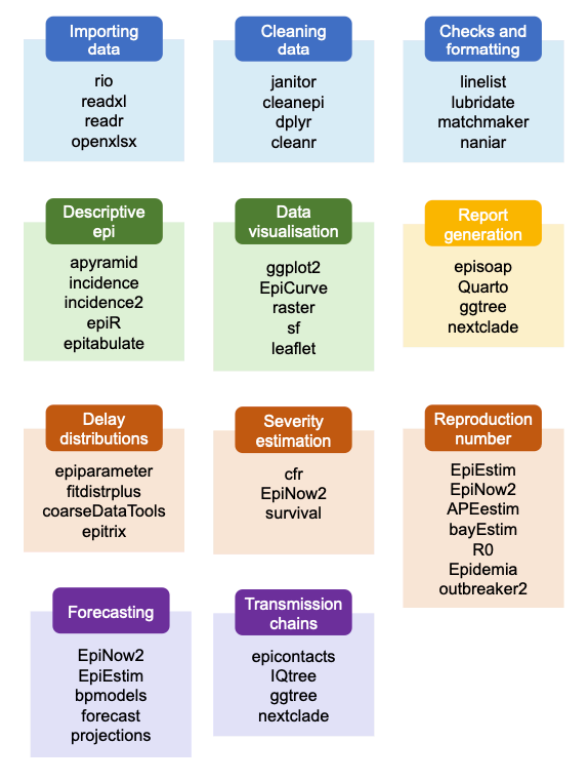 Importing
data
rio
readxl
readr
openxlsx
Cleaning
data
janitor
cleanepi
dplyr
cleanr
Checks and
formatting
linelist
lubridate
matchmaker
naniar
Descriptive
epi
apyramid
incidence
incidence2
epiR
epitabulate
Data
visualisation
ggplot2
EpiCurve
raster
sf
leaflet
Report
generation
episoap
Quarto
ggtree
nextclade
Delay
distributions
epiparameter
fitdistrplus
coarseDataTools
epitrix
Severity
estimation
cfr
EpiNow2
survival
Reproduction
number
EpiEstim
EpiNow2
APEestim
bayEstim
R0
Epidemia
outbreaker2
Forecasting
EpiNow2
EpiEstim
bpmodels
forecast
projections
Transmission
chains
epicontacts
IQtree
ggtree
nextclade